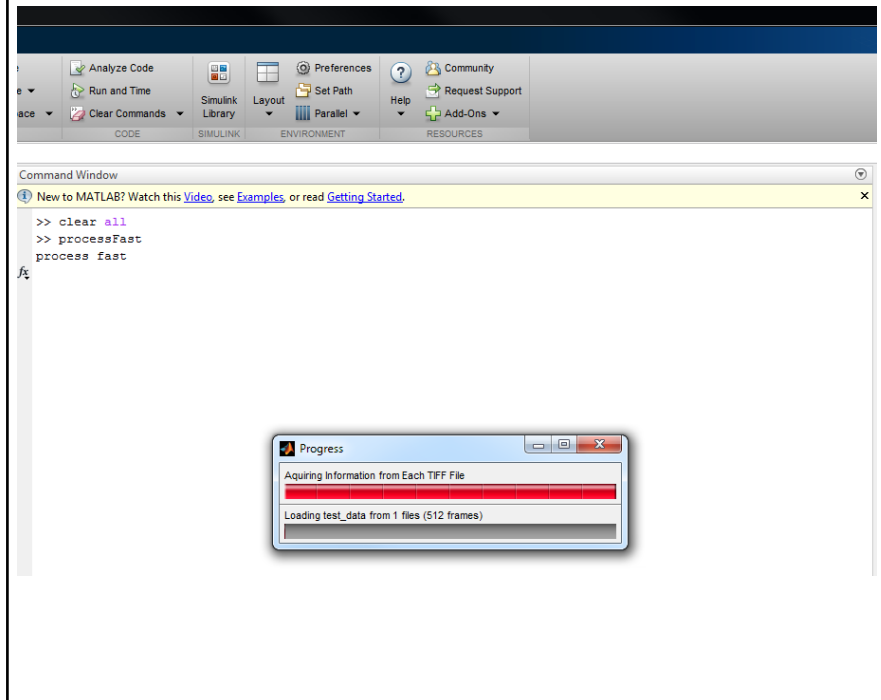 Analyze Code
Run and Time
Clear Commands
CODE
Simulink
Library
SIMULINK
Layout
Preferences
Set Path
Parallel
ENVIRONMENT
?
Help
Community
Request Support
Add-Ons
RESOURCES
Command Window
New to MATLAB? Watch this Video, see Examples, or read Getting Started.
>> clear all
>> processFast
process fast
fx
Progress
Aquiring Information from Each TIFF File
Loading test_data from 1 files (512 frames)